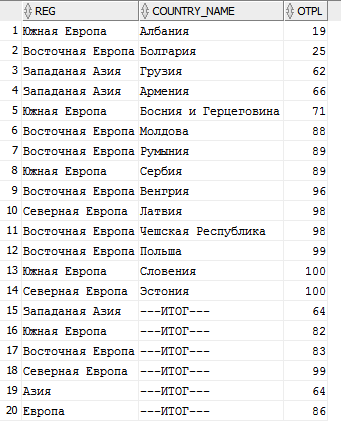 REG COUNTRY_NAME OTPL
1 Южная Европа Албания 19
2 Восточная Европа Болгария 25
3 Западаная Азия Грузия 62
4 Западаная Азия Армения 66
5 Южная Европа Босния и Герцеговина 71
6 Восточная Европа Молдова 88
7 Восточная Европа Румыния 89
8 Южная Европа Сербия 89
9 Восточная Европа Венгрия 96
10 Северная Европа Латвия 98
11 Восточная Европа Чешская Республика 98
12 Восточная Европа Польша 99
13 Южная Европа Словения 100
14 Северная Европа Эстония 100
15 Западаная Азия ---ИТОГ--- 64
16 Южная Европа ---ИТОГ--- 82
17 Восточная Европа ---ИТОГ--- 83
18 Северная Европа ---ИТОГ--- 99
19 Азия ---ИТОГ--- 64
20 Европа ---ИТОГ--- 86